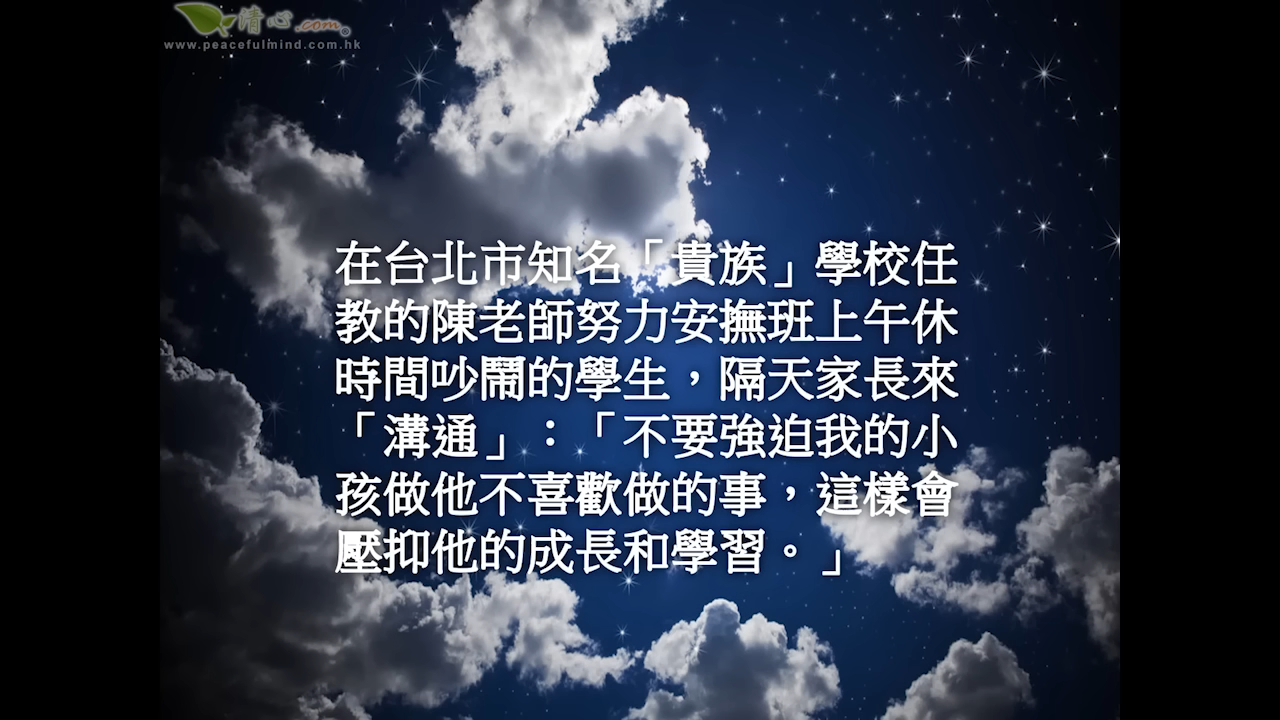 情心.com
www.peacefulmind.com.hk
在台北市知名「貴族」學校任
教的陳老師努力安撫班上午休
時間吵鬧的學生，隔天家長來
「溝通」：「不要強迫我的小
孩做他不喜歡做的事，這樣會
壓抑他的成長和學習。」